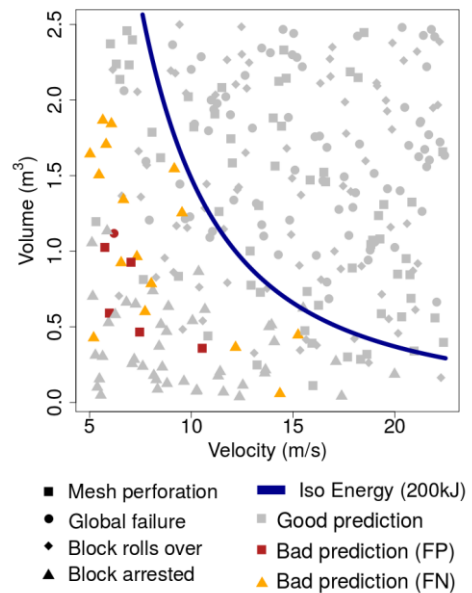 2.5
2.0
1.5
1.0
0.5
0.0
Volume (m³)
5 10 15 20
Velocity (m/s)
Mesh perforation
Global failure
Block rolls over
Block arrested
Iso Energy (200kJ)
Good prediction
Bad prediction (FP)
Bad prediction (FN)